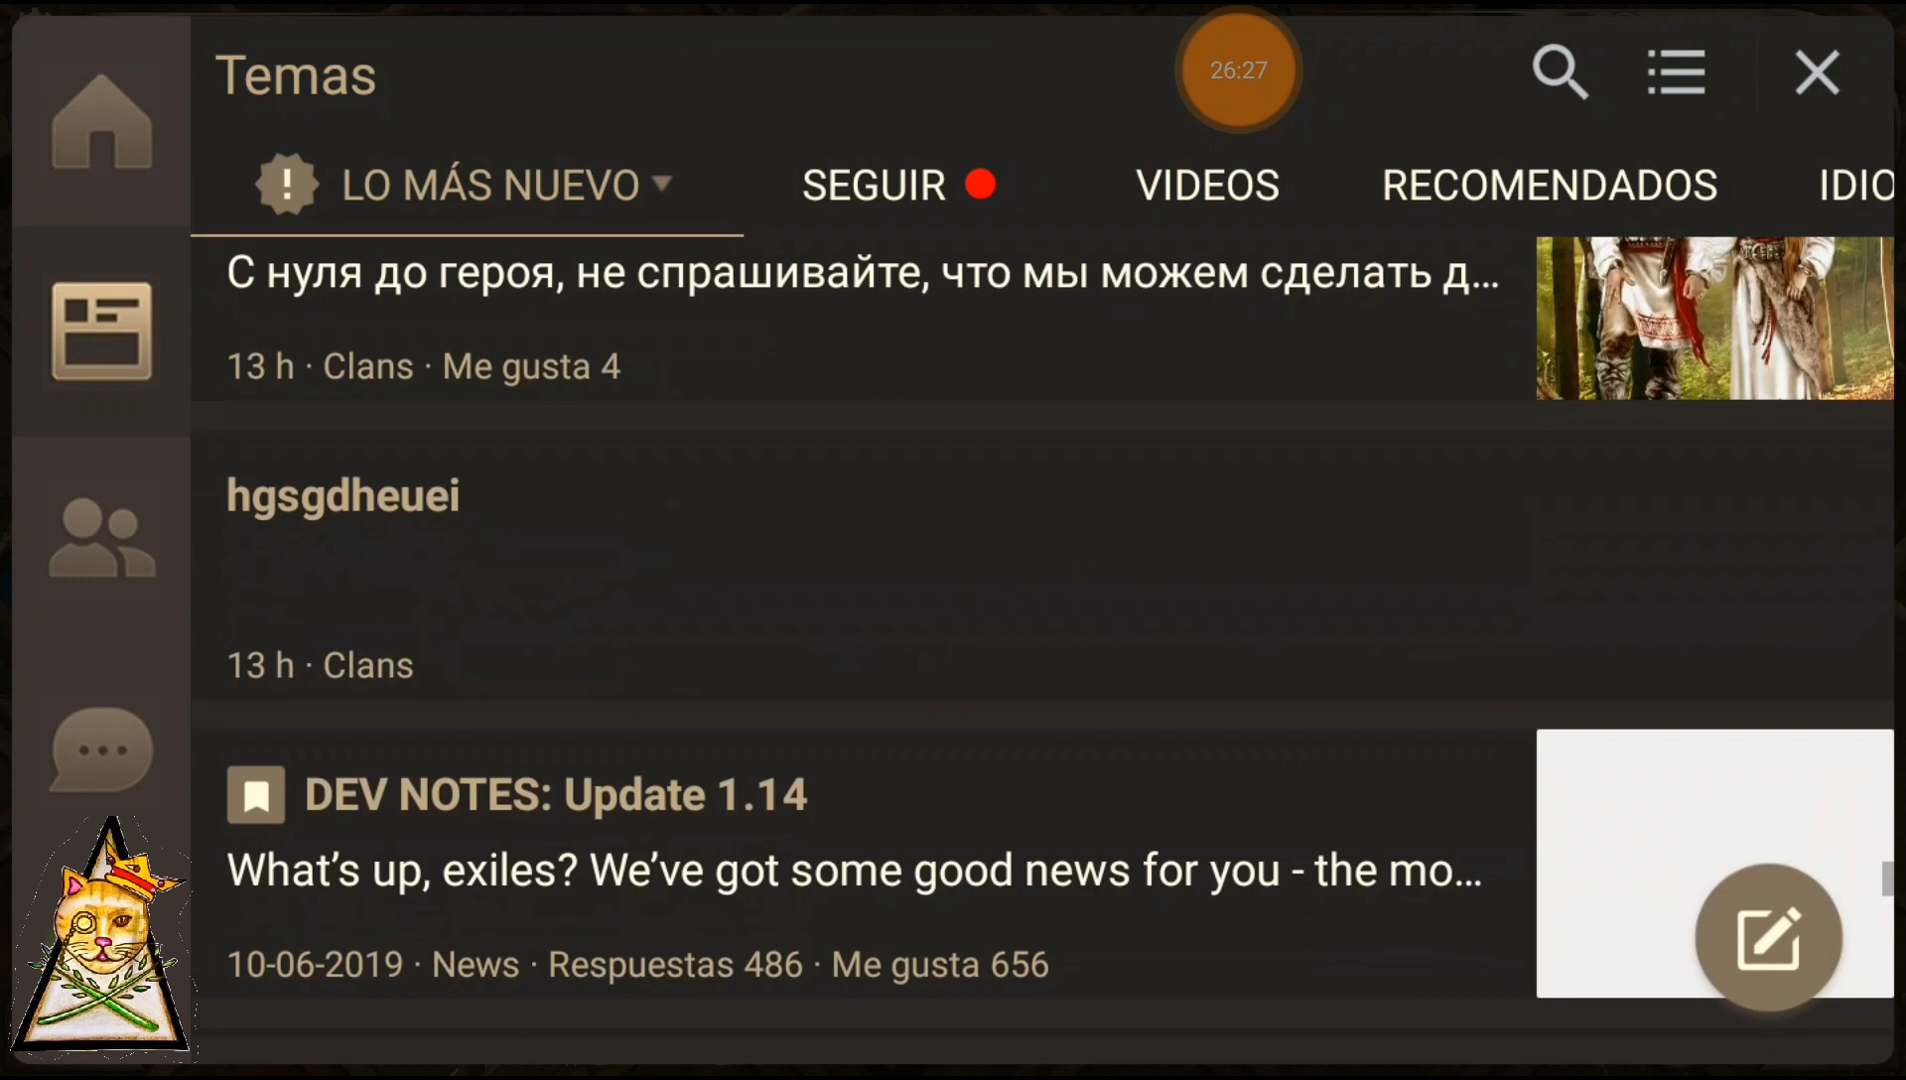 Temas
26:27
LO MÁS NUEVO
SEGUIR
VIDEOS
RECOMENDADOS
IDIO
С нуля до героя, не спрашивайте, что мы можем сделать д...
13 h · Clans · Me gusta 4
hgsgdheuei
13 h · Clans
DEV NOTES: Update 1.14
What's up, exiles? We've got some good news for you - the mo...
10-06-2019 · News · Respuestas 486 · Me gusta 656